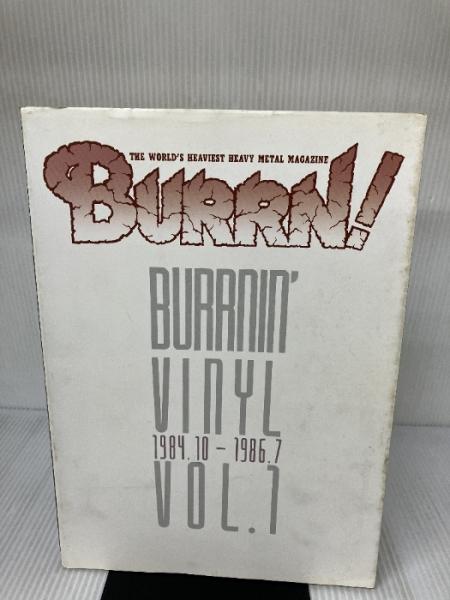 THE WORLD'S HEAVIEST HEAVY METAL MAGAZINE
BURRN!
BURRNIN'
VINYL
1984.10 - 1986.7
VOL.1